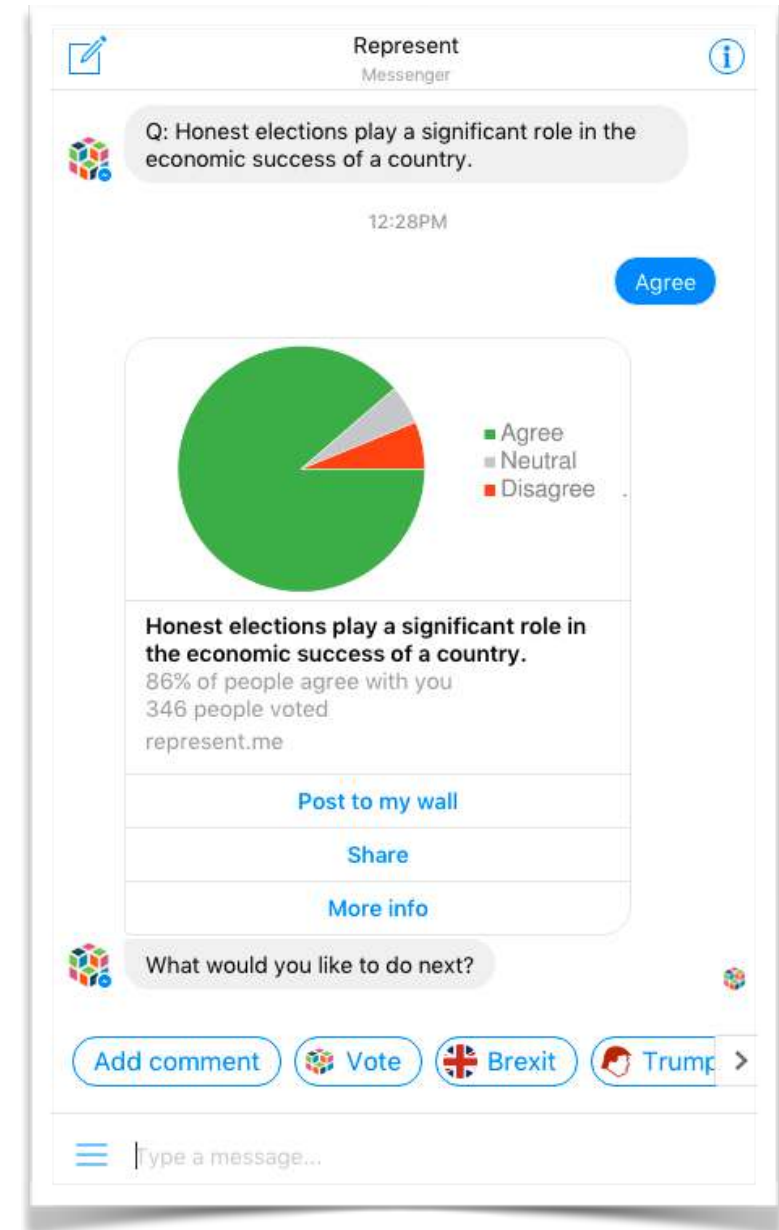 Represent
Messenger
Q: Honest elections play a significant role in the
economic success of a country.
12:28PM
Agree
Agree
Neutral
Disagree .
Honest elections play a significant role in
the economic success of a country.
86% of people agree with you
346 people voted
represent.me
Post to my wall
Share
More info
What would you like to do next?
Add comment Vote Brexit Trump >
Type a message...